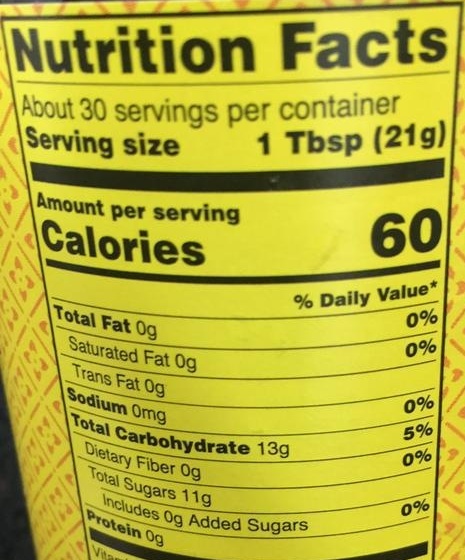 Nutrition Facts
About 30 servings per container
Serving size 1 Tbsp (21g)
Amount per serving
Calories 60
% Daily Value*
Total Fat 0g 0%
Saturated Fat 0g 0%
Trans Fat 0g
Sodium 0mg 0%
Total Carbohydrate 13g 5%
Dietary Fiber 0g 0%
Total Sugars 11g
Includes 0g Added Sugars 0%
Protein 0g